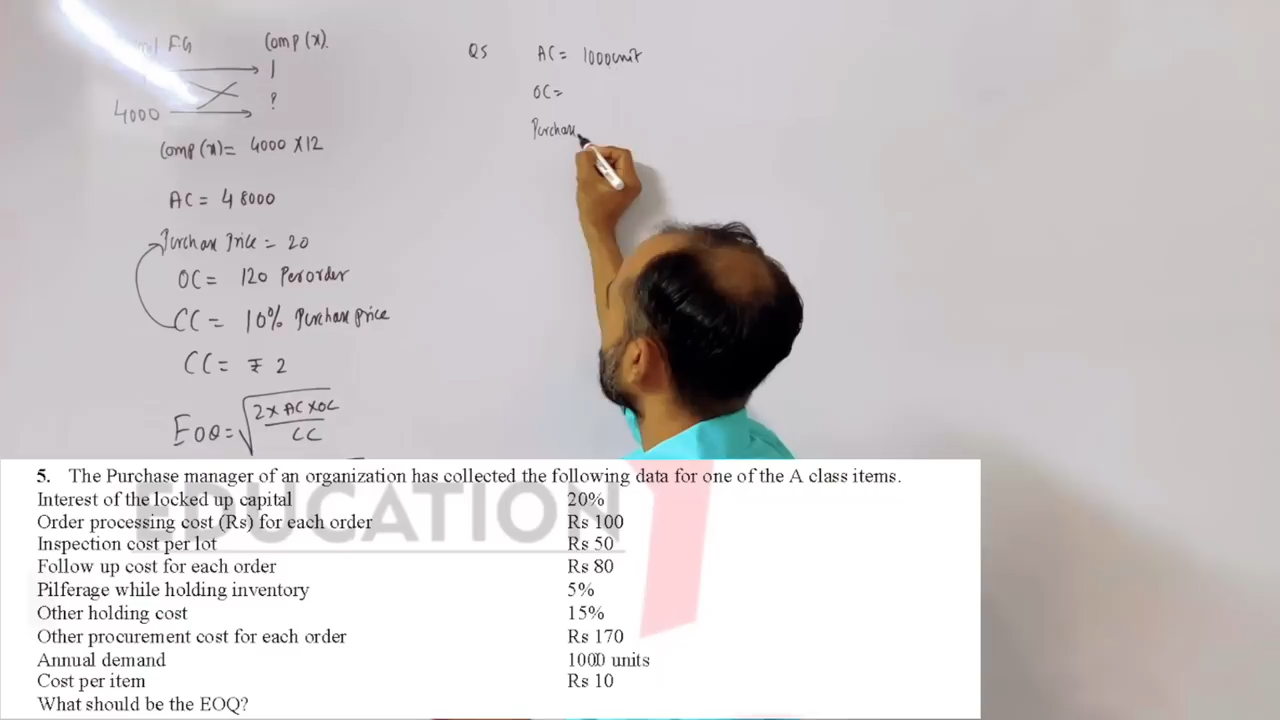 FG Comp (x).
1
4000 ?
Comp (x) = 4000 X 12
AC = 48000
Purchase Price = 20
OC = 120 Per order
CC = 10% Purchase price
CC = ₹ 2
EOQ = √2 x AC x OC
CC
Q5 AC = 1000 unit
OC =
Purchase
5. The Purchase manager of an organization has collected the following data for one of the A class items.
Interest of the locked up capital 20%
Order processing cost (Rs) for each order Rs 100
Inspection cost per lot Rs 50
Follow up cost for each order Rs 80
Pilferage while holding inventory 5%
Other holding cost 15%
Other procurement cost for each order Rs 170
Annual demand 1000 units
Cost per item Rs 10
What should be the EOQ?
EDUCATION